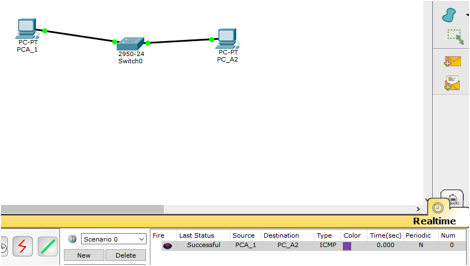 PC-PT
PCA_1
2950-24
Switch0
PC-PT
PC_A2
Realtime
Scenario 0
New
Delete
Fire Last Status Source Destination Type Color Time(sec) Periodic Num
Successful PCA_1 PC_A2 ICMP 0.000 N 0